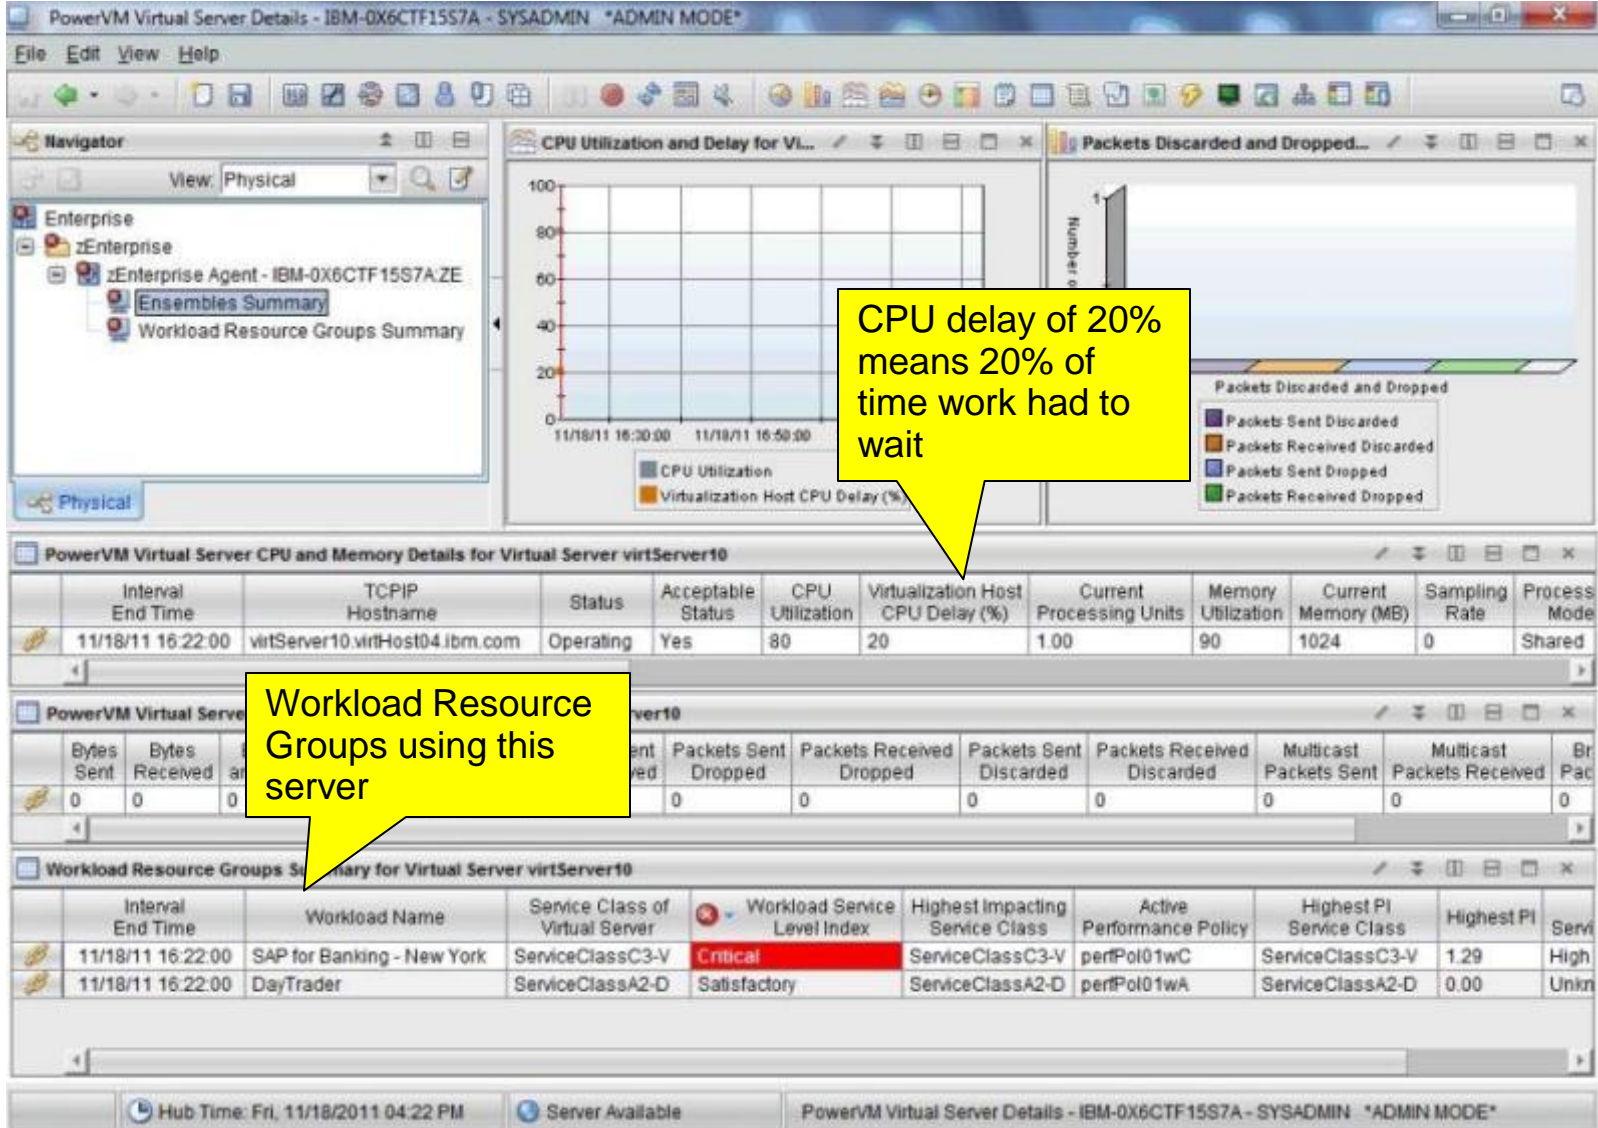 PowerVM Virtual Server Details - IBM-0X6CTF15S7A - SYSADMIN *ADMIN MODE*
File Edit View Help
Navigator
View: Physical
Enterprise
zEnterprise
zEnterprise Agent - IBM-0X6CTF15S7A:ZE
Ensembles Summary
Workload Resource Groups Summary
Physical
CPU Utilization and Delay for Vi...
100
80
60
40
20
0
11/18/11 16:30:00 11/18/11 16:50:00
CPU Utilization
Virtualization Host CPU Delay (%)
Packets Discarded and Dropped...
1
Number o
Packets Discarded and Dropped
Packets Sent Discarded
Packets Received Discarded
Packets Sent Dropped
Packets Received Dropped
CPU delay of 20%
means 20% of
time work had to
wait
PowerVM Virtual Server CPU and Memory Details for Virtual Server virtServer10
Interval End Time TCPIP Hostname Status Acceptable Status CPU Utilization Virtualization Host CPU Delay (%) Current Processing Units Memory Utilization Current Memory (MB) Sampling Rate Process Mode
11/18/11 16:22:00 virtServer10.virtHost04.ibm.com Operating Yes 80 20 1.00 90 1024 0 Shared
Workload Resource
Groups using this
server
PowerVM Virtual Serve ver10
Bytes Sent Bytes Received Packets Sent Dropped Packets Received Dropped Packets Sent Discarded Packets Received Discarded Multicast Packets Sent Multicast Packets Received Br Pac
0 0 0 0 0 0 0 0 0 0
Workload Resource Groups Summary for Virtual Server virtServer10
Interval End Time Workload Name Service Class of Virtual Server Workload Service Level Index Highest Impacting Service Class Active Performance Policy Highest PI Service Class Highest PI Servi
11/18/11 16:22:00 SAP for Banking - New York ServiceClassC3-V Critical ServiceClassC3-V perfPol01wC ServiceClassC3-V 1.29 High
11/18/11 16:22:00 DayTrader ServiceClassA2-D Satisfactory ServiceClassA2-D perfPol01wA ServiceClassA2-D 0.00 Unkn
Hub Time: Fri, 11/18/2011 04:22 PM Server Available PowerVM Virtual Server Details - IBM-0X6CTF15S7A - SYSADMIN *ADMIN MODE*